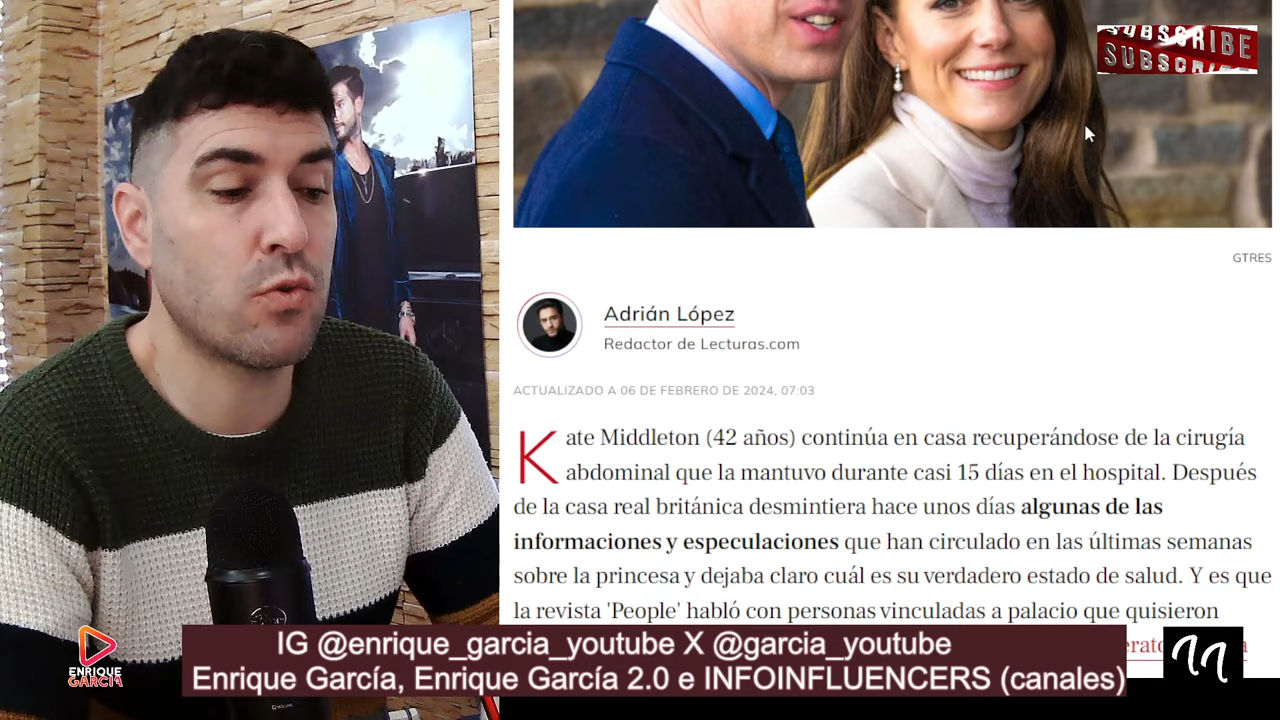 SUBSCRIBE
SUBSCRIBE
GTRES
Adrián López
Redactor de Lecturas.com
ACTUALIZADO A 06 DE FEBRERO DE 2024, 07:03
Kate Middleton (42 años) continúa en casa recuperándose de la cirugía
abdominal que la mantuvo durante casi 15 días en el hospital. Después
de la casa real británica desmintiera hace unos días algunas de las
informaciones y especulaciones que han circulado en las últimas semanas
sobre la princesa y dejaba claro cuál es su verdadero estado de salud. Y es que
la revista 'People' habló con personas vinculadas a palacio que quisieron
IG @enrique_garcia_youtube X @garcia_youtube
Enrique García, Enrique García 2.0 e INFOINFLUENCERS (canales)
ENRIQUE
GARCÍA